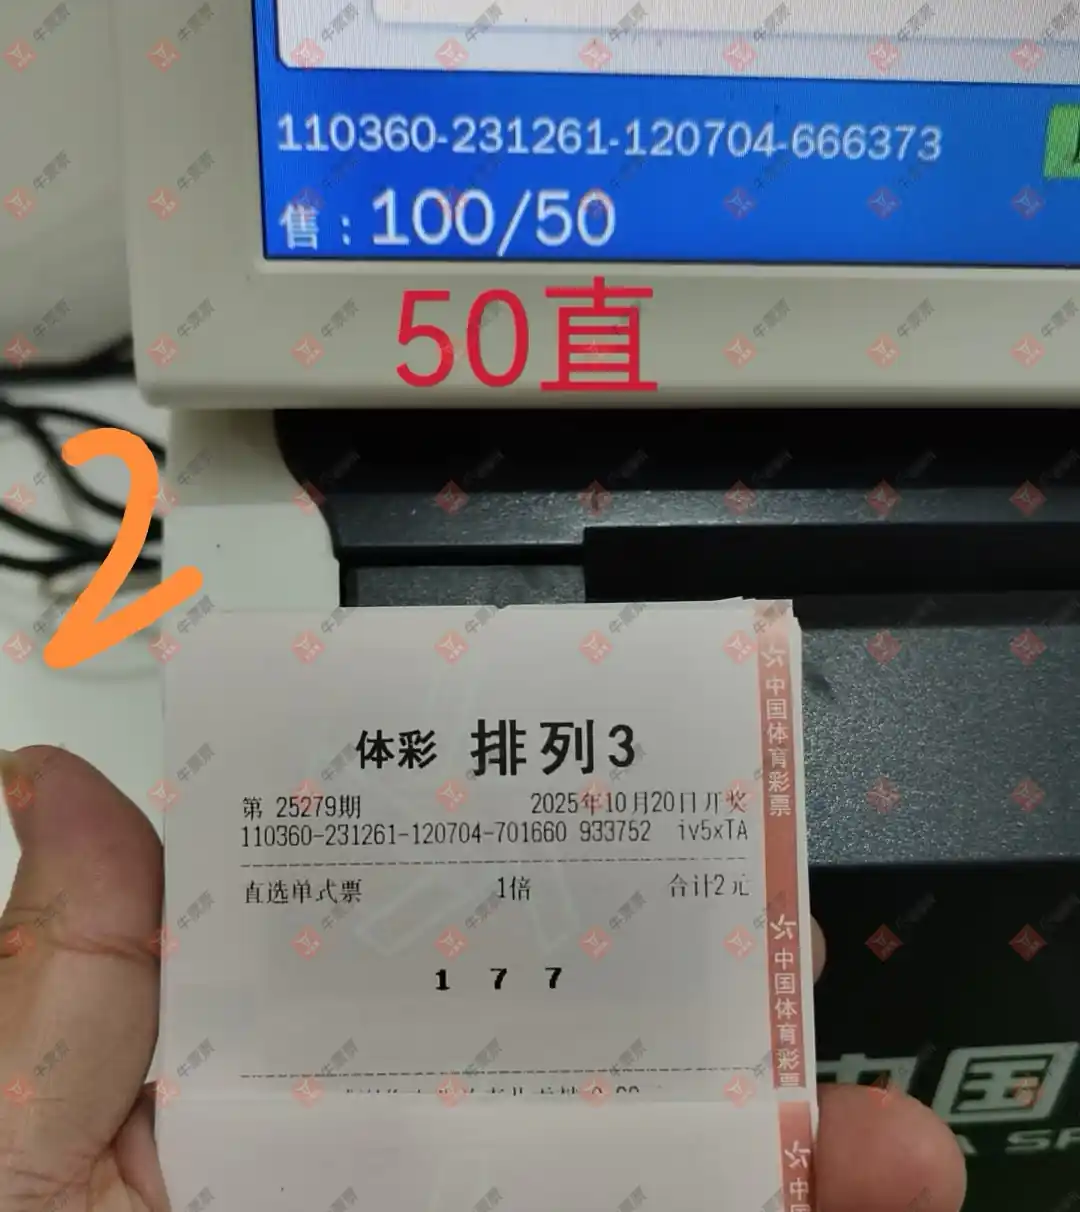 110360-231261-120704-666373
售：100/50
50直
2
体彩 排列3
第 25279期 2025年10月20日开奖
110360-231261-120704-701660 933752 iv5xTA
直选单式票 1倍 合计2元
1 7 7
中国体育彩票
中国体育彩票
中国
牛票票